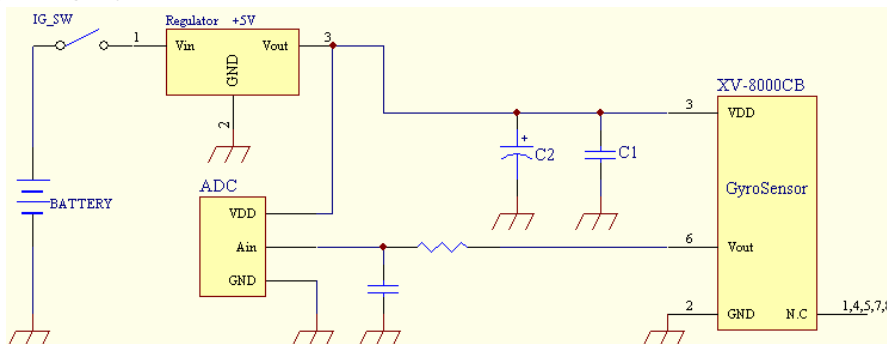 IG_SW
Regulator +5V
1
Vin
Vout
3
GND
2
XV-8000CB
3
VDD
C2
+
C1
GyroSensor
BATTERY
ADC
VDD
Ain
GND
6
Vout
2
GND
N.C
1,4,5,7,8